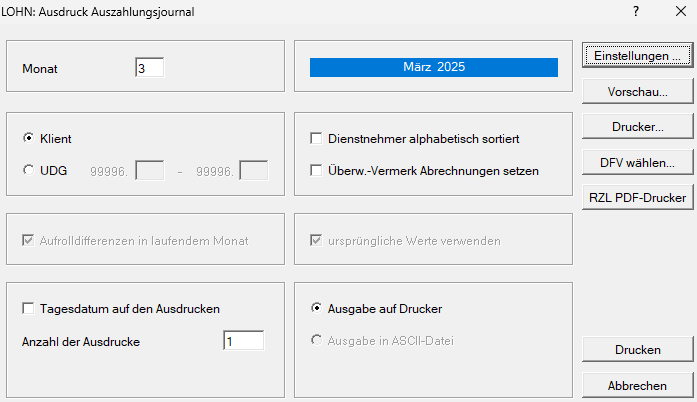 LOHN: Ausdruck Auszahlungsjournal ? X
Monat 3
März 2025
Einstellungen ...
Vorschau...
Drucker...
DFV wählen...
RZL PDF-Drucker
Klient
UDG 99996. - 99996.
Dienstnehmer alphabetisch sortiert
Überw.-Vermerk Abrechnungen setzen
Aufrolldifferenzen in laufendem Monat
ursprüngliche Werte verwenden
Tagesdatum auf den Ausdrucken
Anzahl der Ausdrucke 1
Ausgabe auf Drucker
Ausgabe in ASCII-Datei
Drucken
Abbrechen